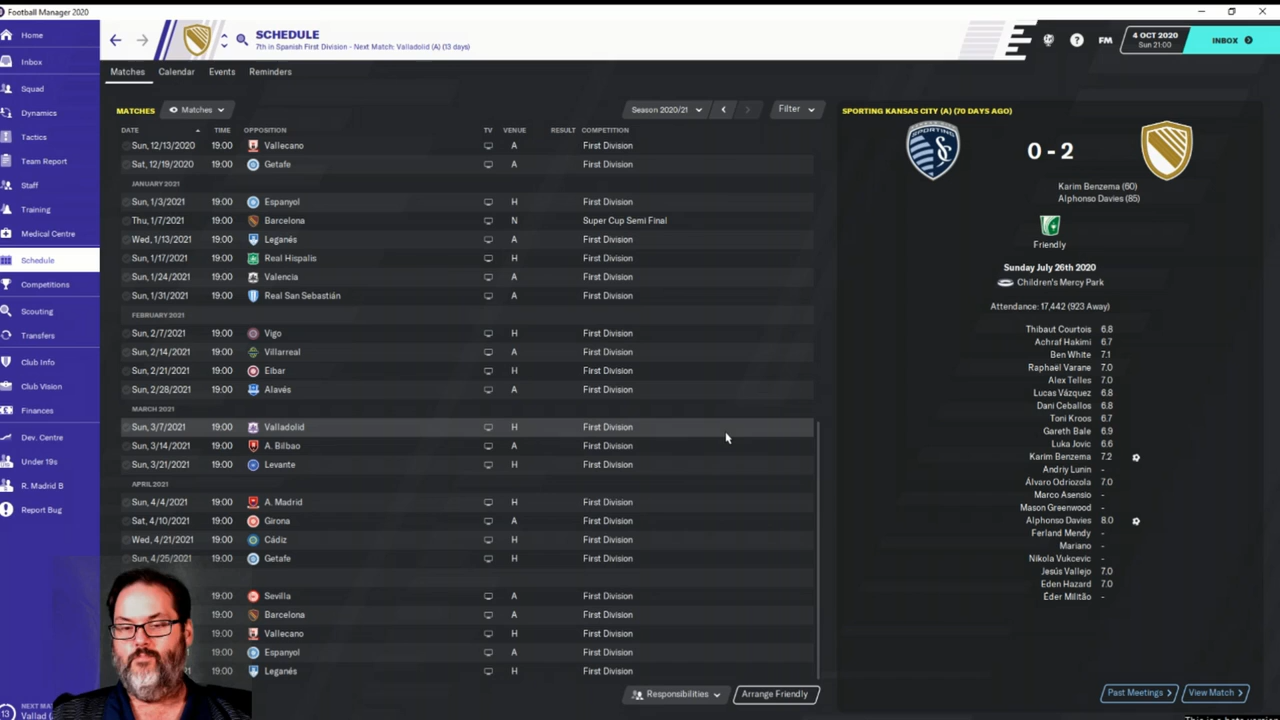 Football Manager 2020
Home
Inbox
Squad
Dynamics
Tactics
Team Report
Staff
Training
Medical Centre
Schedule
Competitions
Scouting
Transfers
Club Info
Club Vision
Finances
Dev. Centre
Under 19s
R. Madrid B
Report Bug
13
NEXT MA
Vallad (
SCHEDULE
7th in Spanish First Division - Next Match: Valladolid (A) (13 days)
? FM
4 OCT 2020
Sun 21:00
INBOX
Matches Calendar Events Reminders
MATCHES Matches Season 2020/21 Filter
DATE TIME OPPOSITION TV VENUE RESULT COMPETITION
Sun, 12/13/2020 19:00 Vallecano A First Division
Sat, 12/19/2020 19:00 Getafe A First Division
JANUARY 2021
Sun, 1/3/2021 19:00 Espanyol H First Division
Thu, 1/7/2021 19:00 Barcelona N Super Cup Semi Final
Wed, 1/13/2021 19:00 Leganés A First Division
Sun, 1/17/2021 19:00 Real Hispalis H First Division
Sun, 1/24/2021 19:00 Valencia A First Division
Sun, 1/31/2021 19:00 Real San Sebastián A First Division
FEBRUARY 2021
Sun, 2/7/2021 19:00 Vigo H First Division
Sun, 2/14/2021 19:00 Villarreal A First Division
Sun, 2/21/2021 19:00 Eibar H First Division
Sun, 2/28/2021 19:00 Alavés A First Division
MARCH 2021
Sun, 3/7/2021 19:00 Valladolid H First Division
Sun, 3/14/2021 19:00 A. Bilbao A First Division
Sun, 3/21/2021 19:00 Levante H First Division
APRIL 2021
Sun, 4/4/2021 19:00 A. Madrid H First Division
Sat, 4/10/2021 19:00 Girona A First Division
Wed, 4/21/2021 19:00 Cádiz H First Division
Sun, 4/25/2021 19:00 Getafe H First Division
19:00 Sevilla A First Division
19:00 Barcelona A First Division
19:00 Vallecano H First Division
19:00 Espanyol A First Division
19:00 Leganés H First Division
Responsibilities Arrange Friendly
SPORTING KANSAS CITY (A) (70 DAYS AGO)
0 - 2
Karim Benzema (60)
Alphonso Davies (85)
Friendly
Sunday July 26th 2020
Children's Mercy Park
Attendance: 17,442 (923 Away)
Thibaut Courtois 6.8
Achraf Hakimi 6.7
Ben White 7.1
Raphaël Varane 7.0
Alex Telles 7.0
Lucas Vázquez 6.8
Dani Ceballos 6.8
Toni Kroos 6.7
Gareth Bale 6.9
Luka Jovic 6.6
Karim Benzema 7.2
Andriy Lunin -
Álvaro Odriozola 7.0
Marco Asensio -
Mason Greenwood -
Alphonso Davies 8.0
Ferland Mendy -
Mariano -
Nikola Vukcevic -
Jesús Vallejo 7.0
Eden Hazard 7.0
Éder Militão -
Past Meetings > View Match >